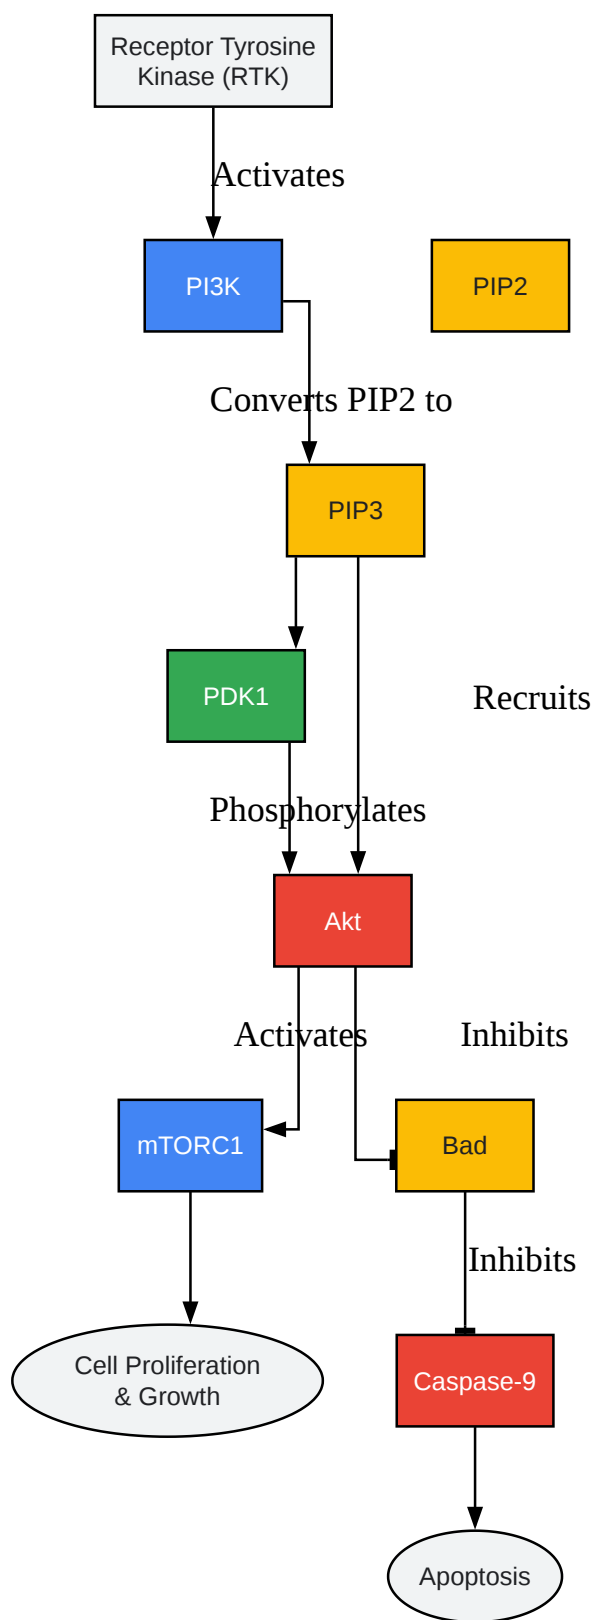 Receptor Tyrosine
Kinase (RTK)
Activates
PI3K
PIP2
Converts PIP2 to
PIP3
PDK1
Recruits
Phosphorylates
Akt
Activates
Inhibits
mTORC1
Bad
Inhibits
Cell Proliferation
& Growth
Caspase-9
Apoptosis